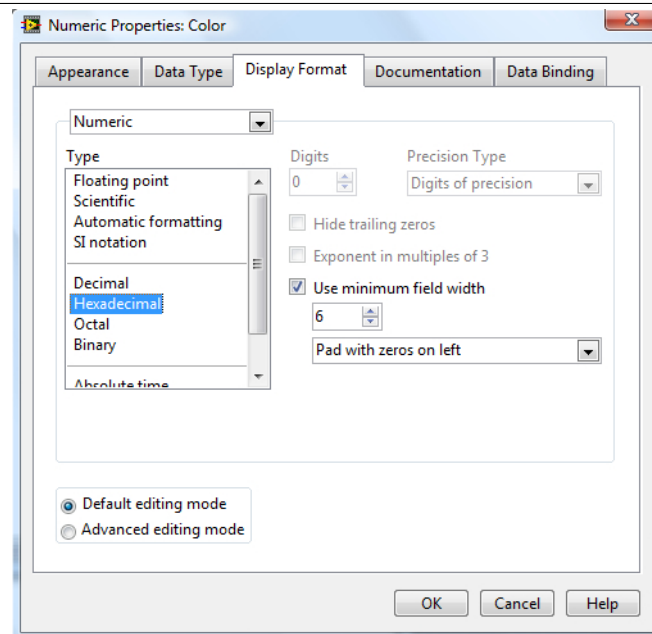 Numeric Properties: Color
Appearance Data Type Display Format Documentation Data Binding
Numeric
Type Digits Precision Type
Floating point
Scientific
Automatic formatting
SI notation
Decimal
Hexadecimal
Octal
Binary
Absolute time
0 Digits of precision
Hide trailing zeros
Exponent in multiples of 3
Use minimum field width
6
Pad with zeros on left
Default editing mode
Advanced editing mode
OK Cancel Help